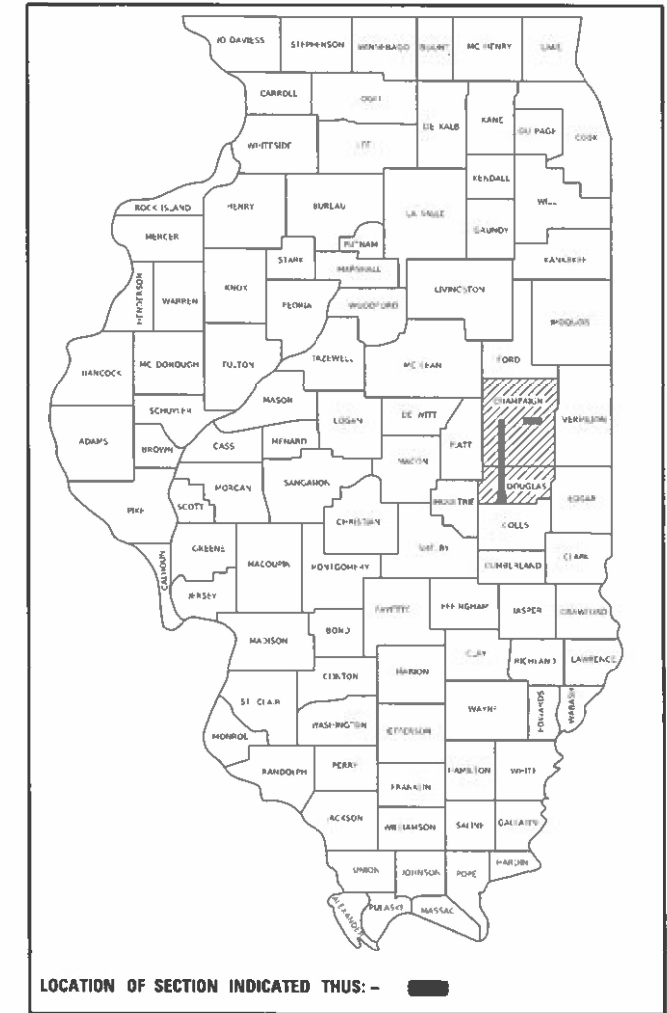 JO DAVIESS STEPHENSON WINNEBAGO MC HENRY LAKE
CARROLL
DE KALB KANE DU PAGE COOK
WHITESIDE LEE
KENDALL
ROCK ISLAND HENRY BUREAU LA SALLE WILL
MERCER PUTNAM GRUNDY
STARK MARSHALL KANKAKEE
HENDERSON WARREN KNOX PEORIA WOODFORD LIVINGSTON
IROQUOIS
HANCOCK MC DONOUGH FULTON TAZEWELL MC LEAN FORD
MASON CHAMPAIGN
SCHUYLER LOGAN DE WITT VERMILION
ADAMS BROWN CASS MENARD PIATT
MACON
MORGAN SANGAMON DOUGLAS EDGAR
PIKE SCOTT CHRISTIAN
COLES
GREENE SHELBY
CALHOUN MACOUPIN MONTGOMERY CUMBERLAND CLARK
JERSEY
FAYETTE EFFINGHAM JASPER CRAWFORD
MADISON BOND
CLAY RICHLAND LAWRENCE
CLINTON MARION
ST. CLAIR WAYNE EDWARDS WABASH
WASHINGTON JEFFERSON
MONROE
RANDOLPH PERRY HAMILTON WHITE
FRANKLIN
JACKSON WILLIAMSON SALINE GALLATIN
UNION JOHNSON POPE HARDIN
ALEXANDER PULASKI MASSAC
LOCATION OF SECTION INDICATED THUS: -